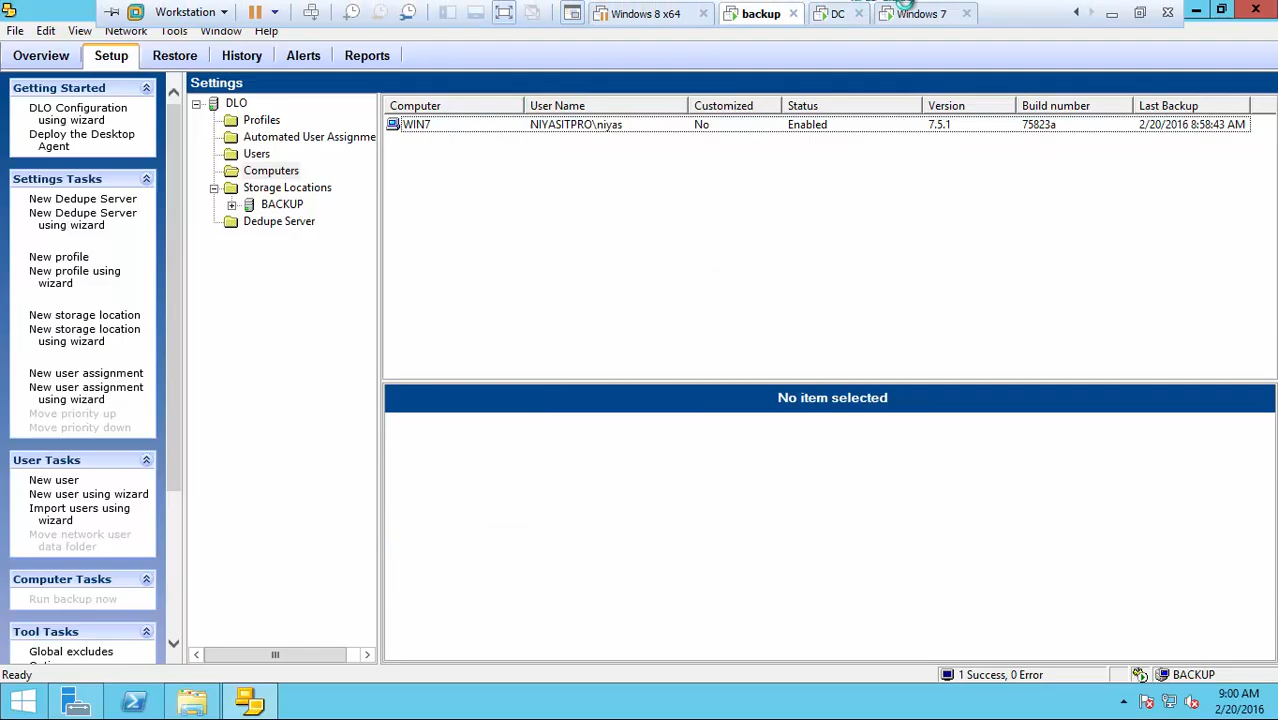 Workstation
Windows 8 x64
backup
DC
Windows 7
File Edit View Network Tools Window Help
Overview Setup Restore History Alerts Reports
Getting Started
DLO Configuration
using wizard
Deploy the Desktop
Agent
Settings Tasks
New Dedupe Server
New Dedupe Server
using wizard
New profile
New profile using
wizard
New storage location
New storage location
using wizard
New user assignment
New user assignment
using wizard
Move priority up
Move priority down
User Tasks
New user
New user using wizard
Import users using
wizard
Move network user
data folder
Computer Tasks
Run backup now
Tool Tasks
Global excludes
Settings
DLO
Profiles
Automated User Assignme
Users
Computers
Storage Locations
BACKUP
Dedupe Server
Computer User Name Customized Status Version Build number Last Backup
WIN7 NIYASITPRO\niyas No Enabled 7.5.1 75823a 2/20/2016 8:58:43 AM
No item selected
Ready
1 Success, 0 Error
BACKUP
9:00 AM
2/20/2016